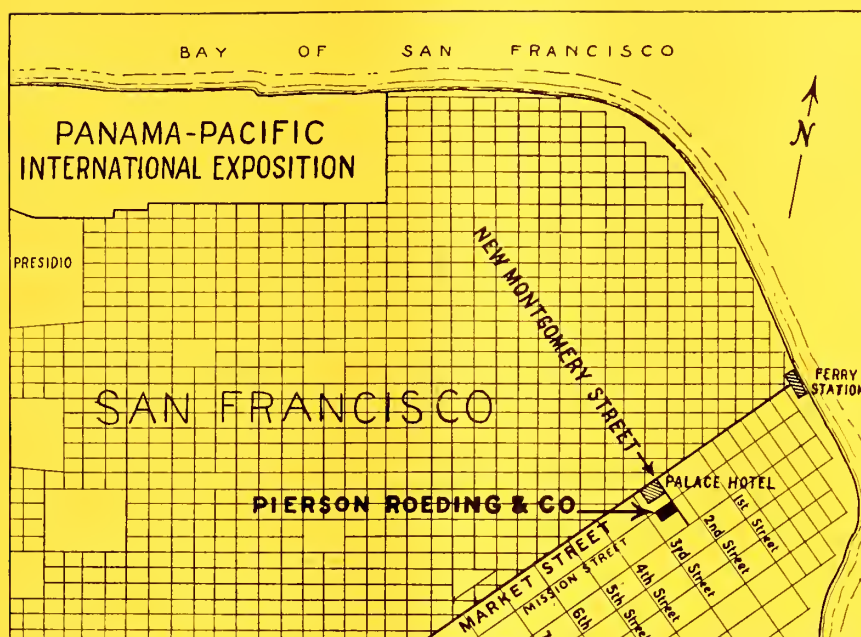 BAY OF SAN FRANCISCO
PANAMA-PACIFIC
INTERNATIONAL EXPOSITION
N
PRESIDIO
NEW MONTGOMERY STREET
FERRY
STATION
SAN FRANCISCO
PALACE HOTEL
PIERSON ROEDING & CO
MARKET STREET
MISSION STREET
1st Street
2nd Street
3rd Street
4th Street
5th Street
6th